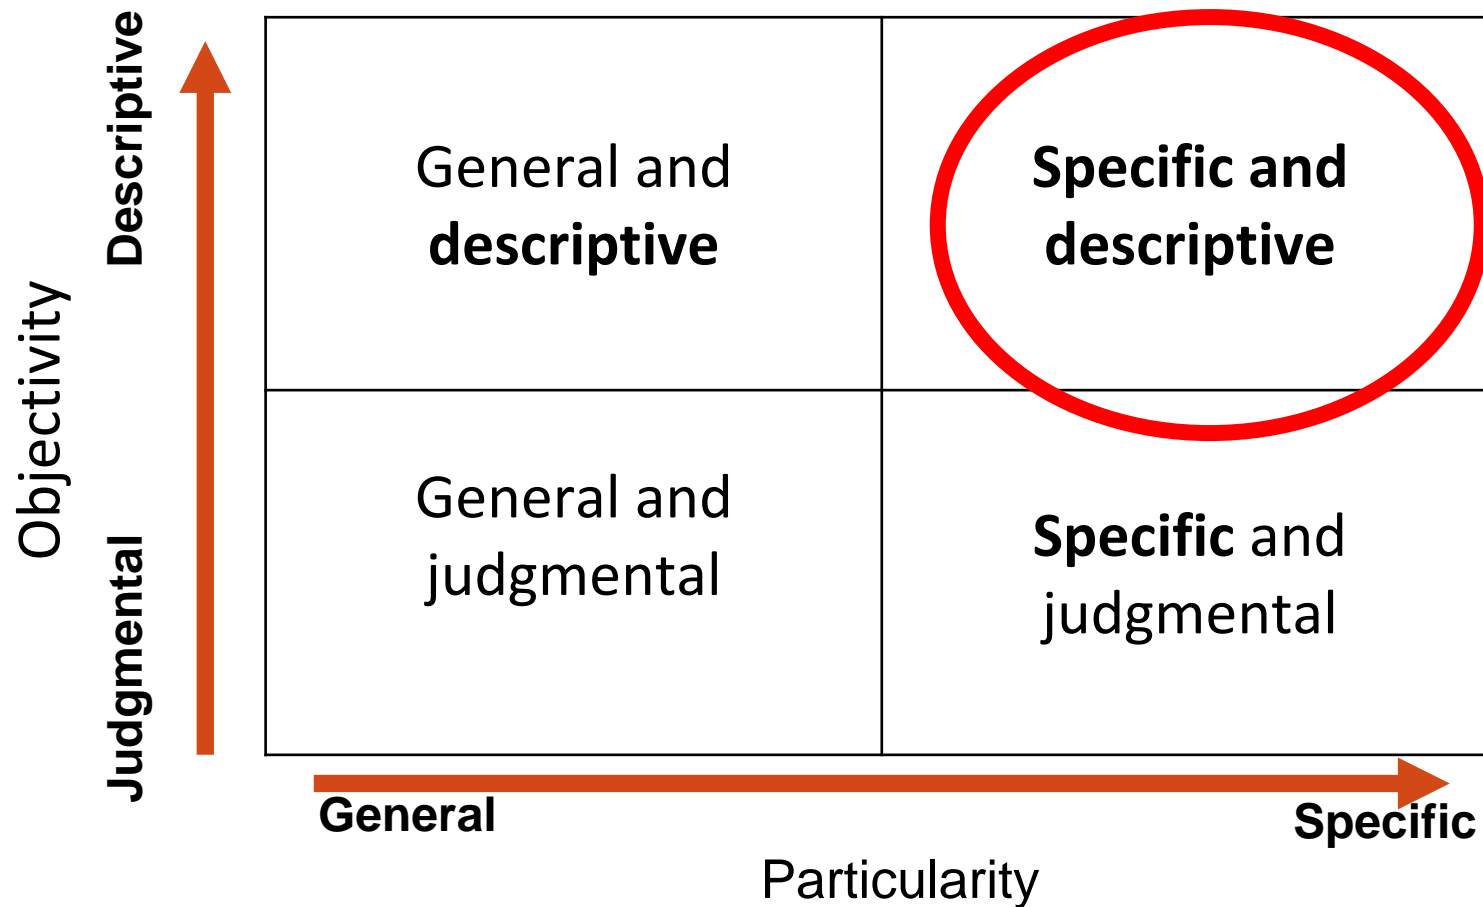 Objectivity
Descriptive
Judgmental
General and
descriptive
Specific and
descriptive
General and
judgmental
Specific and
judgmental
General
Specific
Particularity